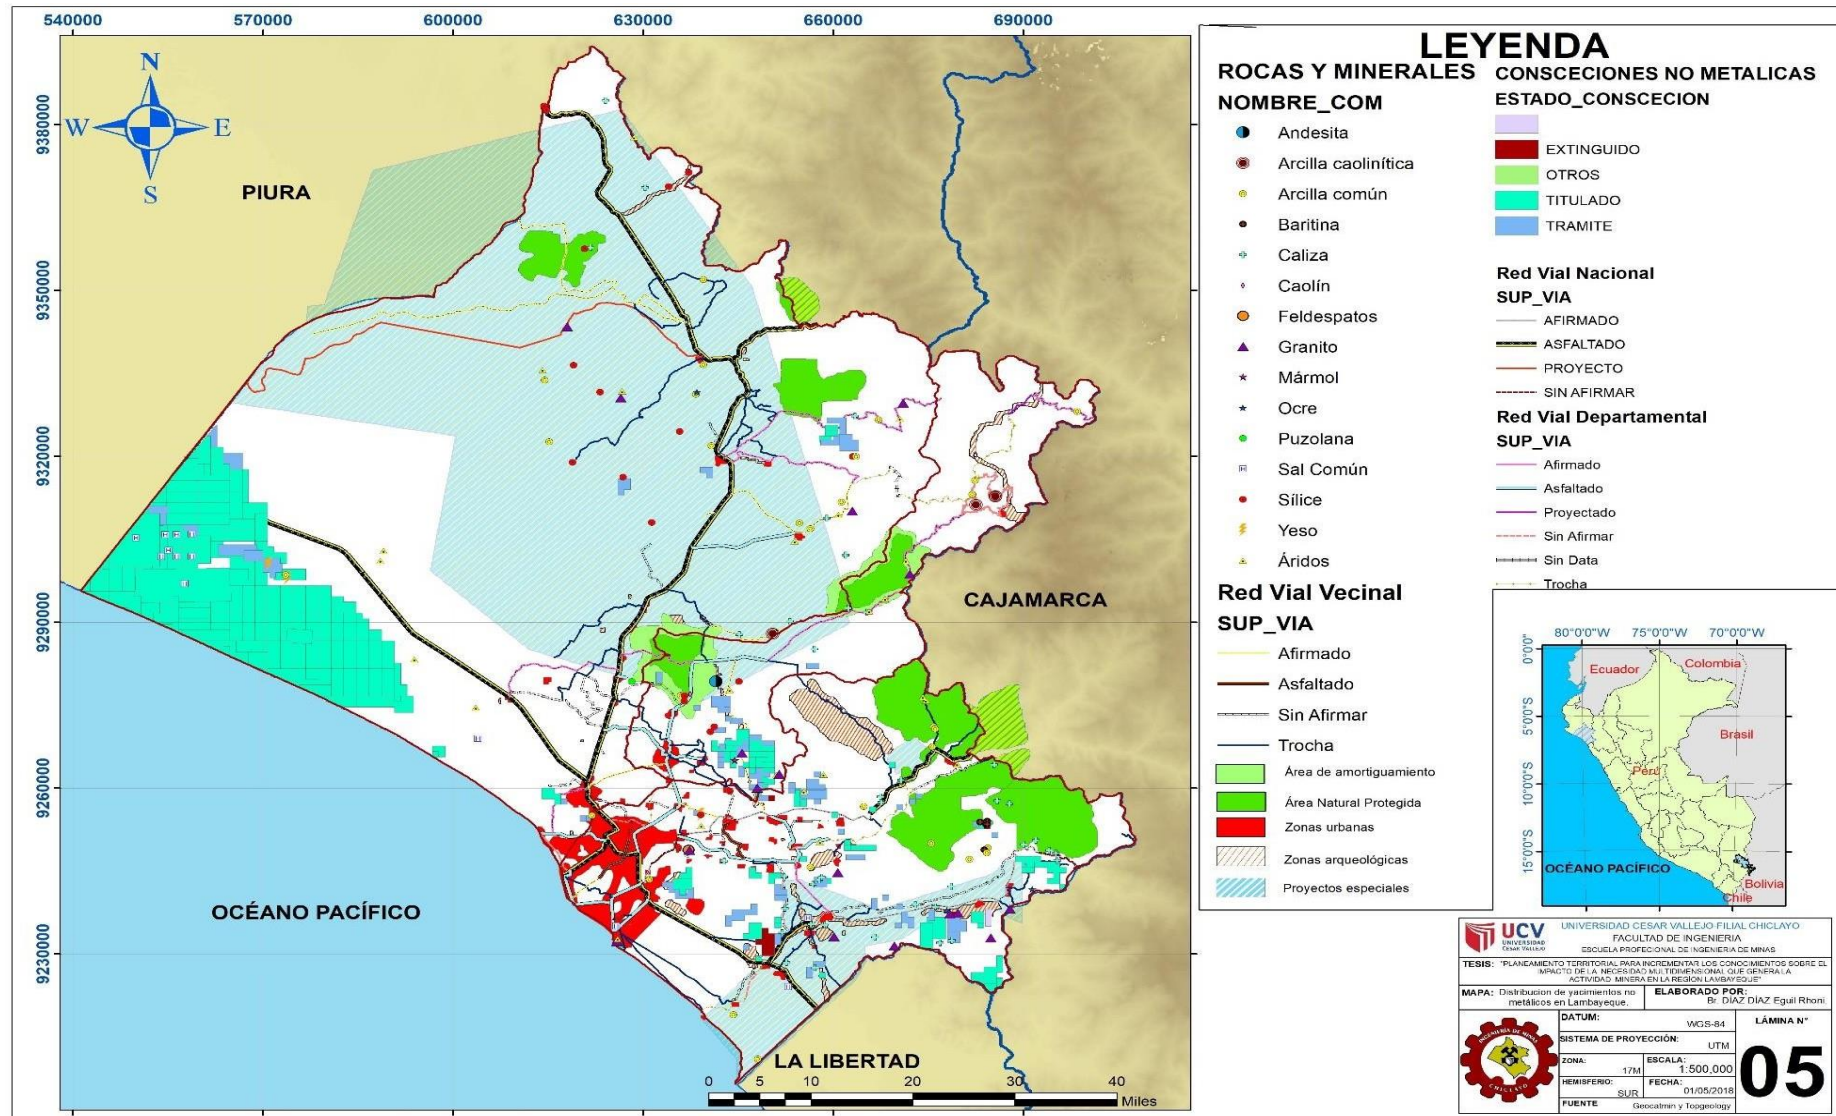 540000 570000 600000 630000 660000 690000
9380000
9350000
9320000
9290000
9260000
9230000
N
W E
S
PIURA
CAJAMARCA
OCÉANO PACÍFICO
LA LIBERTAD
0 5 10 20 30 40
Miles
LEYENDA
ROCAS Y MINERALES
NOMBRE_COM
Andesita
Arcilla caolinítica
Arcilla común
Baritina
Caliza
Caolín
Feldespatos
Granito
Mármol
Ocre
Puzolana
Sal Común
Sílice
Yeso
Áridos
Red Vial Vecinal
SUP_VIA
Afirmado
Asfaltado
Sin Afirmar
Trocha
Área de amortiguamiento
Área Natural Protegida
Zonas urbanas
Zonas arqueológicas
Proyectos especiales
CONSCECIONES NO METALICAS
ESTADO_CONSCECION
EXTINGUIDO
OTROS
TITULADO
TRAMITE
Red Vial Nacional
SUP_VIA
AFIRMADO
ASFALTADO
PROYECTO
SIN AFIRMAR
Red Vial Departamental
SUP_VIA
Afirmado
Asfaltado
Proyectado
Sin Afirmar
Sin Data
Trocha
80°0'0"W 75°0'0"W 70°0'0"W
0°0'0"
5°0'0"S
10°0'0"S
15°0'0"S
Ecuador
Colombia
Brasil
Perú
OCÉANO PACÍFICO
Bolivia
Chile
UCV
UNIVERSIDAD
CESAR VALLEJO
UNIVERSIDAD CESAR VALLEJO-FILIAL CHICLAYO
FACULTAD DE INGENIERIA
ESCUELA PROFECIONAL DE INGENIERIA DE MINAS
TESIS: "PLANEAMIENTO TERRITORIAL PARA INCREMENTAR LOS CONOCIMIENTOS SOBRE EL
IMPACTO DE LA NECESIDAD MULTIDIMENSIONAL QUE GENERA LA
ACTIVIDAD MINERA EN LA REGIÓN LAMBAYEQUE"
MAPA: Distribucion de yacimientos no
metálicos en Lambayeque.
ELABORADO POR:
Br. DÍAZ DÍAZ Eguil Rhoni.
INGENIERÍA DE MINAS
CHICLAYO
DATUM: WGS-84
SISTEMA DE PROYECCIÓN: UTM
ZONA: 17M
ESCALA: 1:500,000
HEMISFERIO: SUR
FECHA: 01/05/2018
FUENTE Geocatmin y Topgeology
LÁMINA N°
05